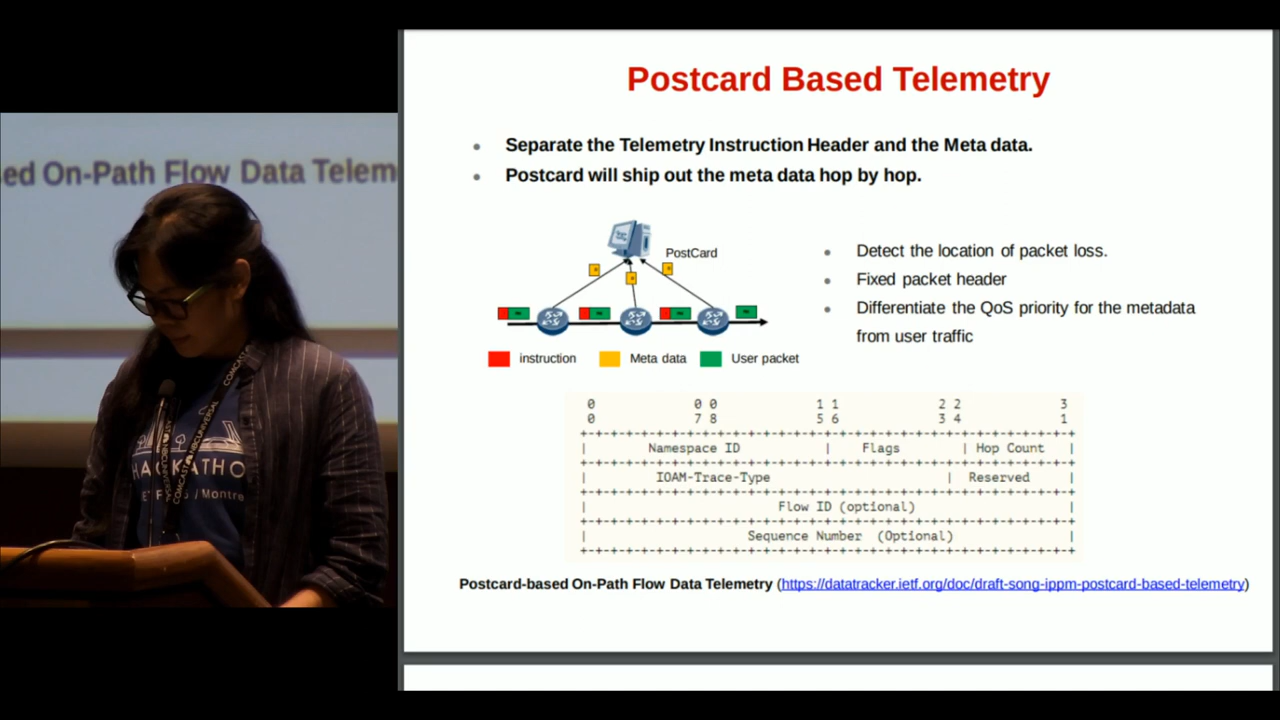 ed On-Path Flow Data Telem
HACKATHO
COMCAST
NBCUNIVERSAL
Postcard Based Telemetry
Separate the Telemetry Instruction Header and the Meta data.
Postcard will ship out the meta data hop by hop.
PostCard
instruction Meta data User packet
Detect the location of packet loss.
Fixed packet header
Differentiate the QoS priority for the metadata
from user traffic
0 0 0 1 1 2 2 3
0 7 8 5 6 3 4 1
+-+-+-+-+-+-+-+-+-+-+-+-+-+-+-+-+-+-+-+-+-+-+-+-+-+-+-+-+-+-+-+-+
| Namespace ID | Flags | Hop Count |
+-+-+-+-+-+-+-+-+-+-+-+-+-+-+-+-+-+-+-+-+-+-+-+-+-+-+-+-+-+-+-+-+
| IOAM-Trace-Type | Reserved |
+-+-+-+-+-+-+-+-+-+-+-+-+-+-+-+-+-+-+-+-+-+-+-+-+-+-+-+-+-+-+-+-+
| Flow ID (optional) |
+-+-+-+-+-+-+-+-+-+-+-+-+-+-+-+-+-+-+-+-+-+-+-+-+-+-+-+-+-+-+-+-+
| Sequence Number (Optional) |
+-+-+-+-+-+-+-+-+-+-+-+-+-+-+-+-+-+-+-+-+-+-+-+-+-+-+-+-+-+-+-+-+
Postcard-based On-Path Flow Data Telemetry (https://datatracker.ietf.org/doc/draft-song-ippm-postcard-based-telemetry)